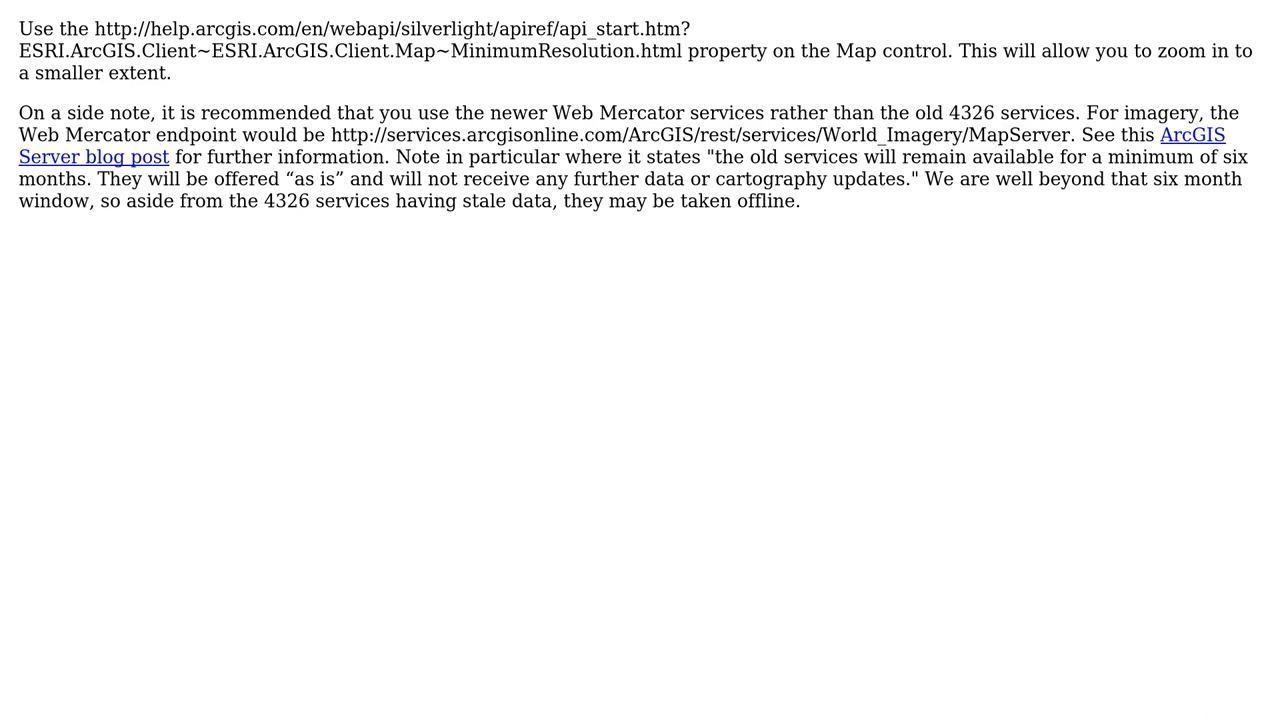 Use the http://help.arcgis.com/en/webapi/silverlight/apiref/api_start.htm?
ESRI.ArcGIS.Client~ESRI.ArcGIS.Client.Map~MinimumResolution.html property on the Map control. This will allow you to zoom in to
a smaller extent.
On a side note, it is recommended that you use the newer Web Mercator services rather than the old 4326 services. For imagery, the
Web Mercator endpoint would be http://services.arcgisonline.com/ArcGIS/rest/services/World_Imagery/MapServer. See this ArcGIS
Server blog post for further information. Note in particular where it states "the old services will remain available for a minimum of six
months. They will be offered “as is” and will not receive any further data or cartography updates." We are well beyond that six month
window, so aside from the 4326 services having stale data, they may be taken offline.